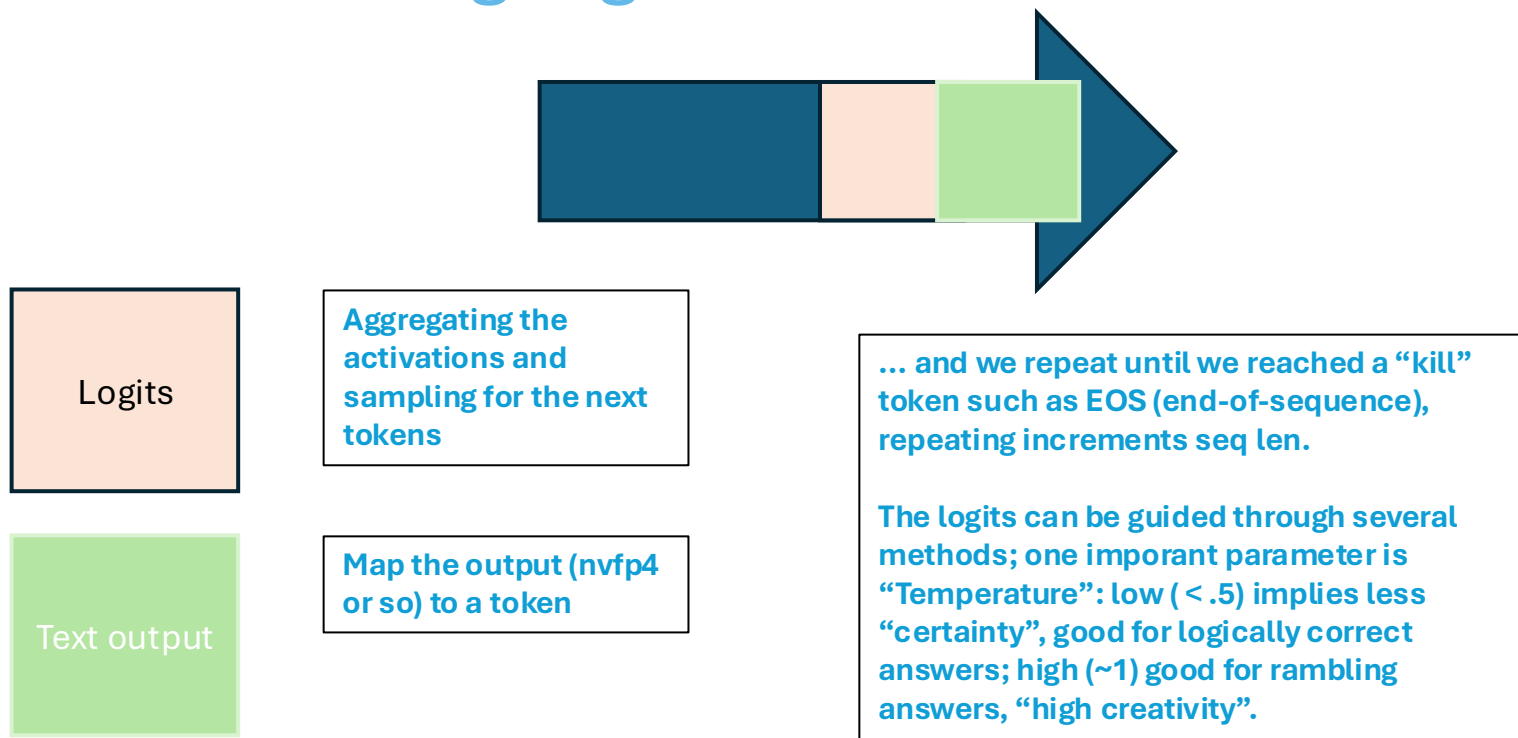 Logits
Aggregating the
activations and
sampling for the next
tokens
Text output
Map the output (nvfp4
or so) to a token
... and we repeat until we reached a “kill”
token such as EOS (end-of-sequence),
repeating increments seq len.
The logits can be guided through several
methods; one imporant parameter is
“Temperature”: low ( < .5) implies less
“certainty”, good for logically correct
answers; high (~1) good for rambling
answers, “high creativity”.